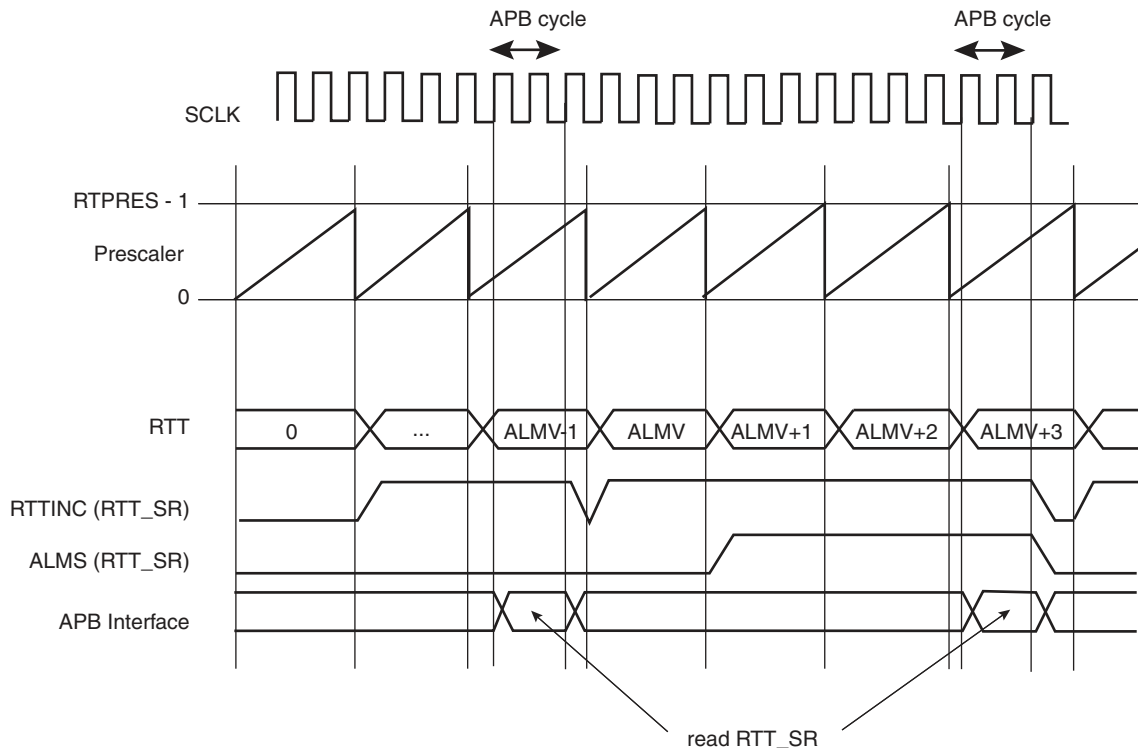 APB cycle
APB cycle
SCLK
RTPRES - 1
Prescaler
0
RTT
0
...
ALMV-1
ALMV
ALMV+1
ALMV+2
ALMV+3
RTTINC (RTT_SR)
ALMS (RTT_SR)
APB Interface
read RTT_SR